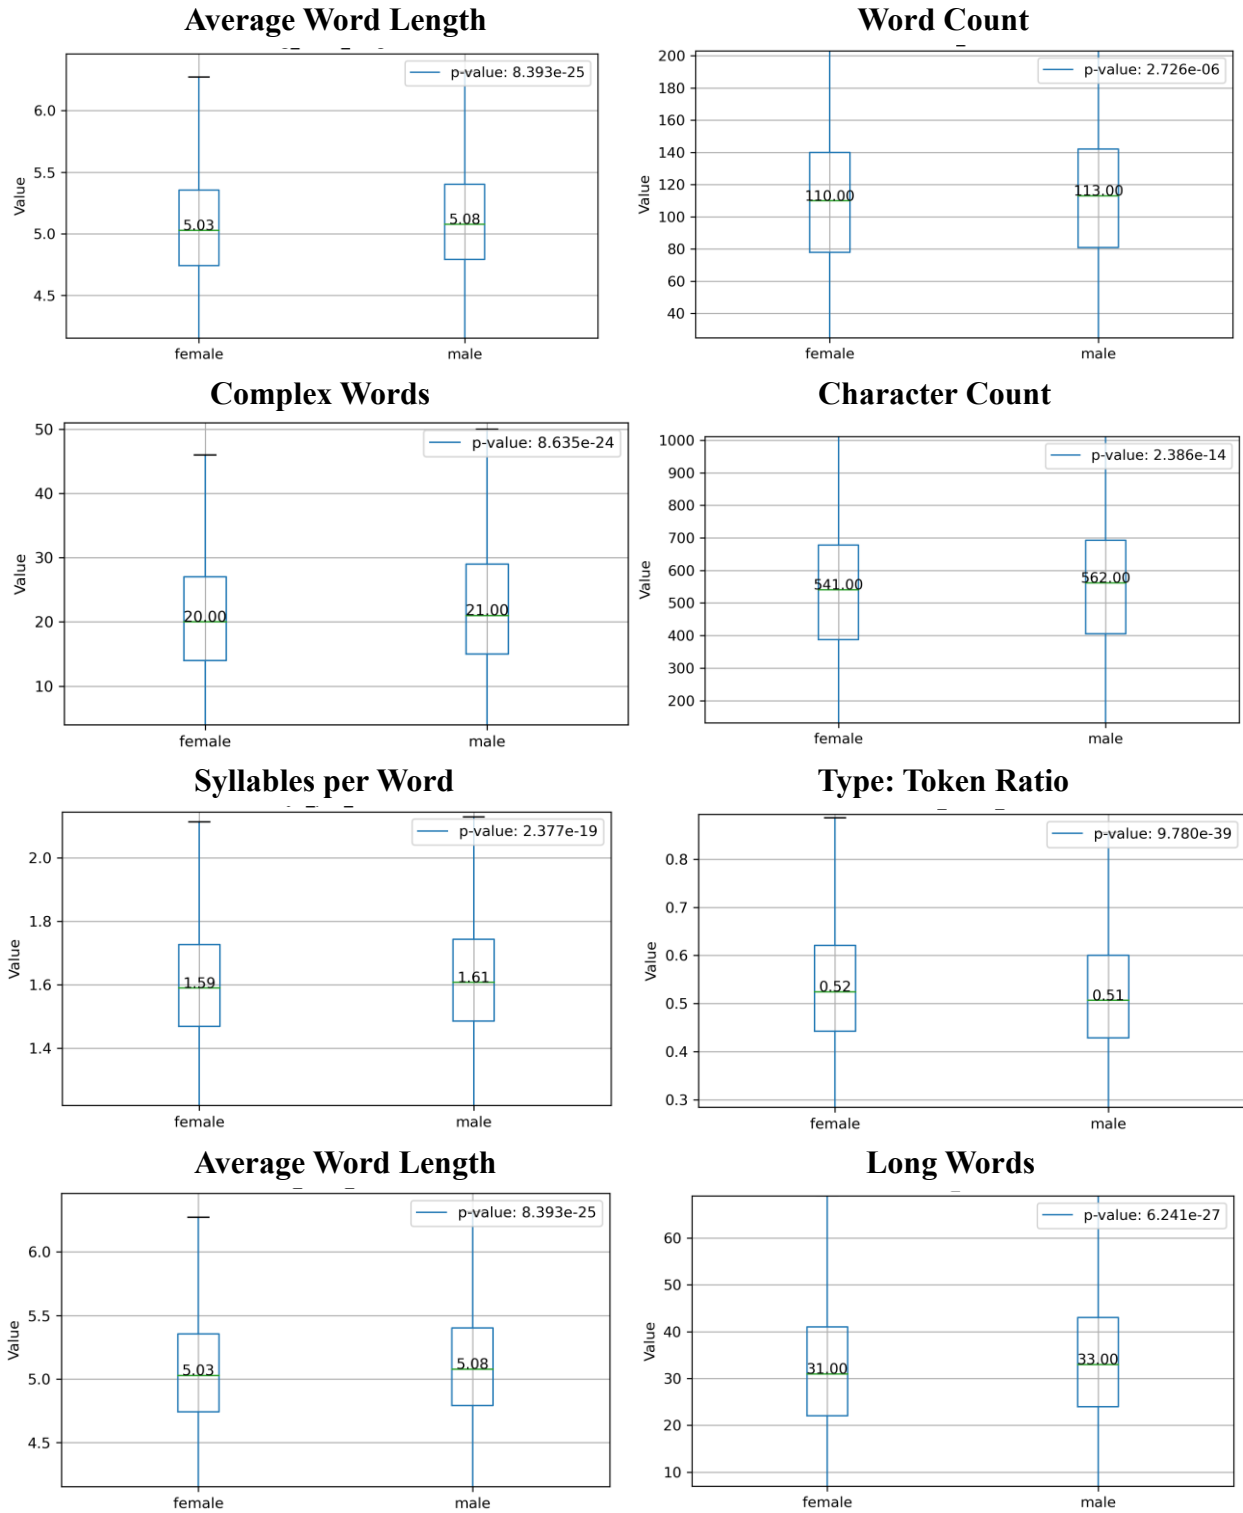 Average Word Length
p-value: 8.393e-25
6.0
5.5
5.0
4.5
Value
5.03
5.08
female
male
Word Count
p-value: 2.726e-06
200
180
160
140
120
100
80
60
40
Value
110.00
113.00
female
male
Complex Words
p-value: 8.635e-24
50
40
30
20
10
Value
20.00
21.00
female
male
Character Count
p-value: 2.386e-14
1000
900
800
700
600
500
400
300
200
Value
541.00
562.00
female
male
Syllables per Word
p-value: 2.377e-19
2.0
1.8
1.6
1.4
Value
1.59
1.61
female
male
Type: Token Ratio
p-value: 9.780e-39
0.8
0.7
0.6
0.5
0.4
0.3
Value
0.52
0.51
female
male
Average Word Length
p-value: 8.393e-25
6.0
5.5
5.0
4.5
Value
5.03
5.08
female
male
Long Words
p-value: 6.241e-27
60
50
40
30
20
10
Value
31.00
33.00
female
male